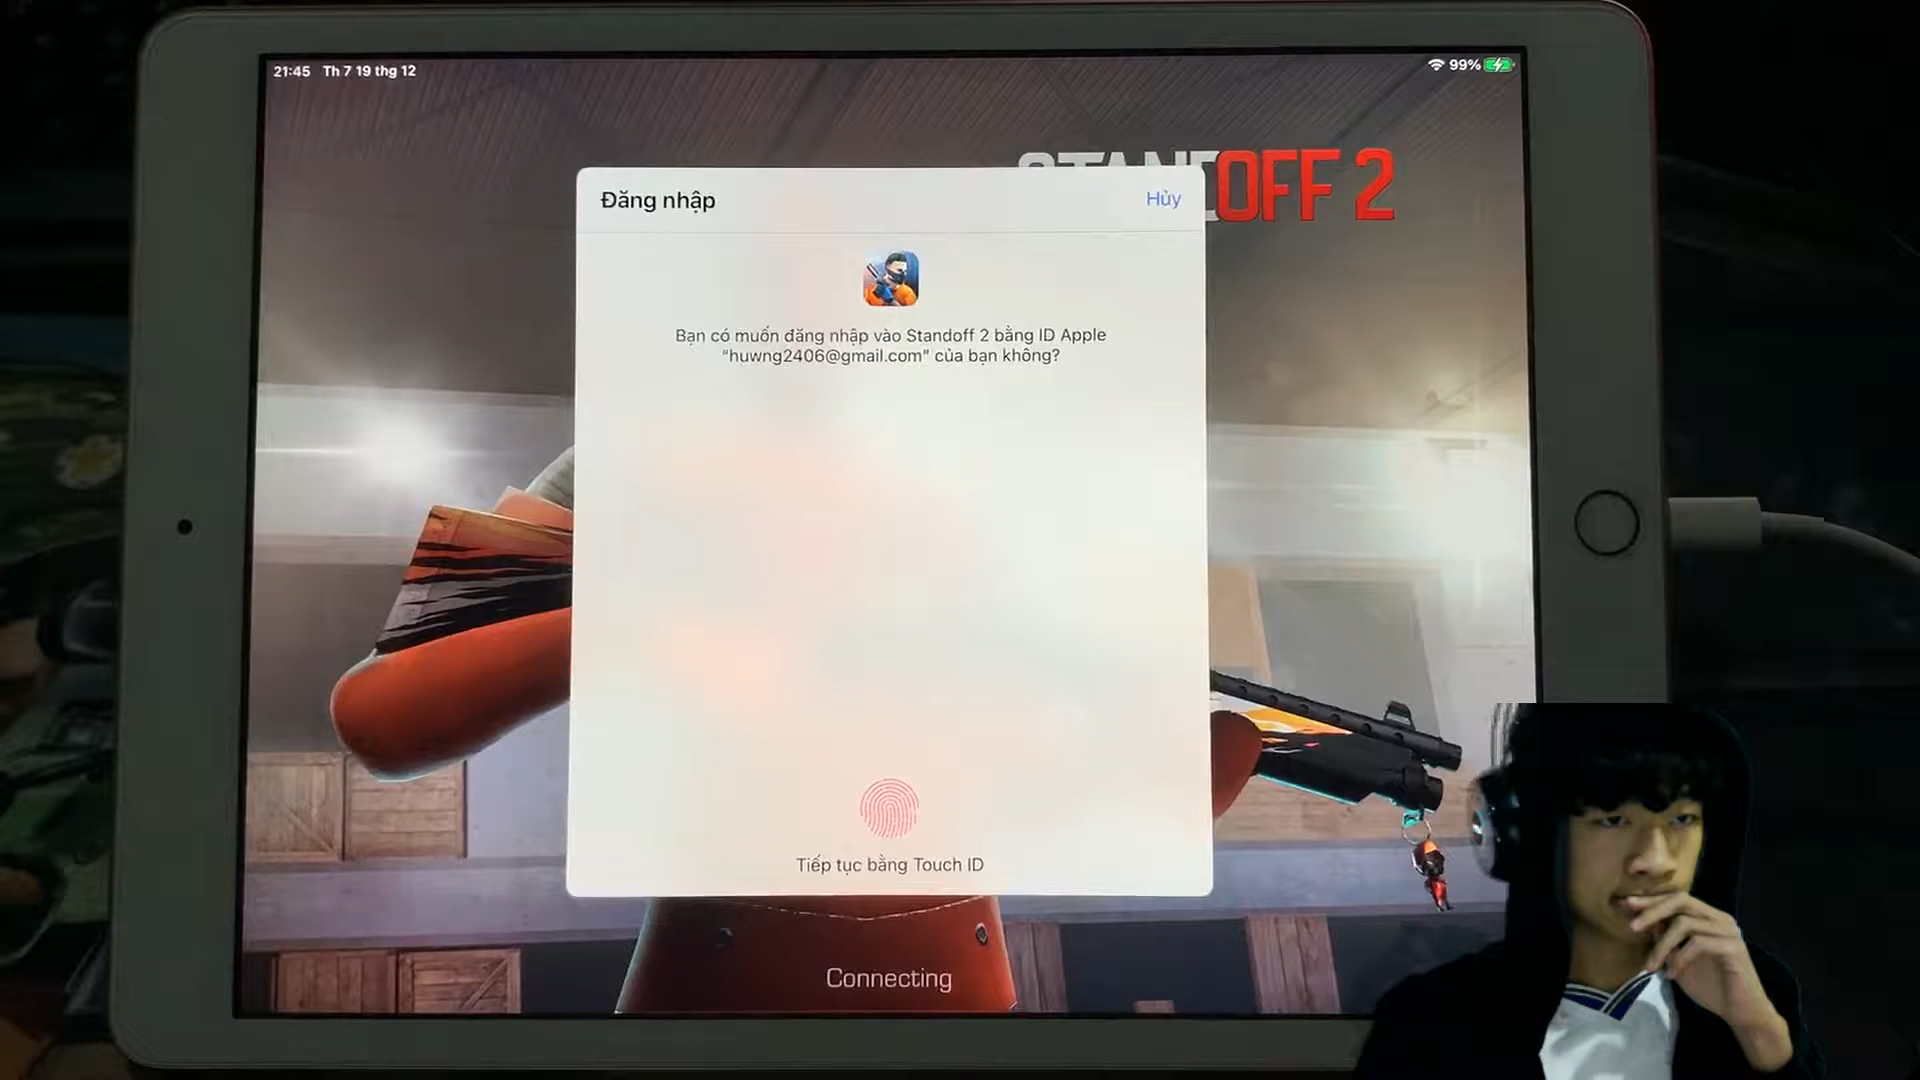 21:45 Th 7 19 thg 12
99%
STANDOFF 2
Đăng nhập
Hủy
Bạn có muốn đăng nhập vào Standoff 2 bằng ID Apple
“huwng2406@gmail.com” của bạn không?
Tiếp tục bằng Touch ID
Connecting